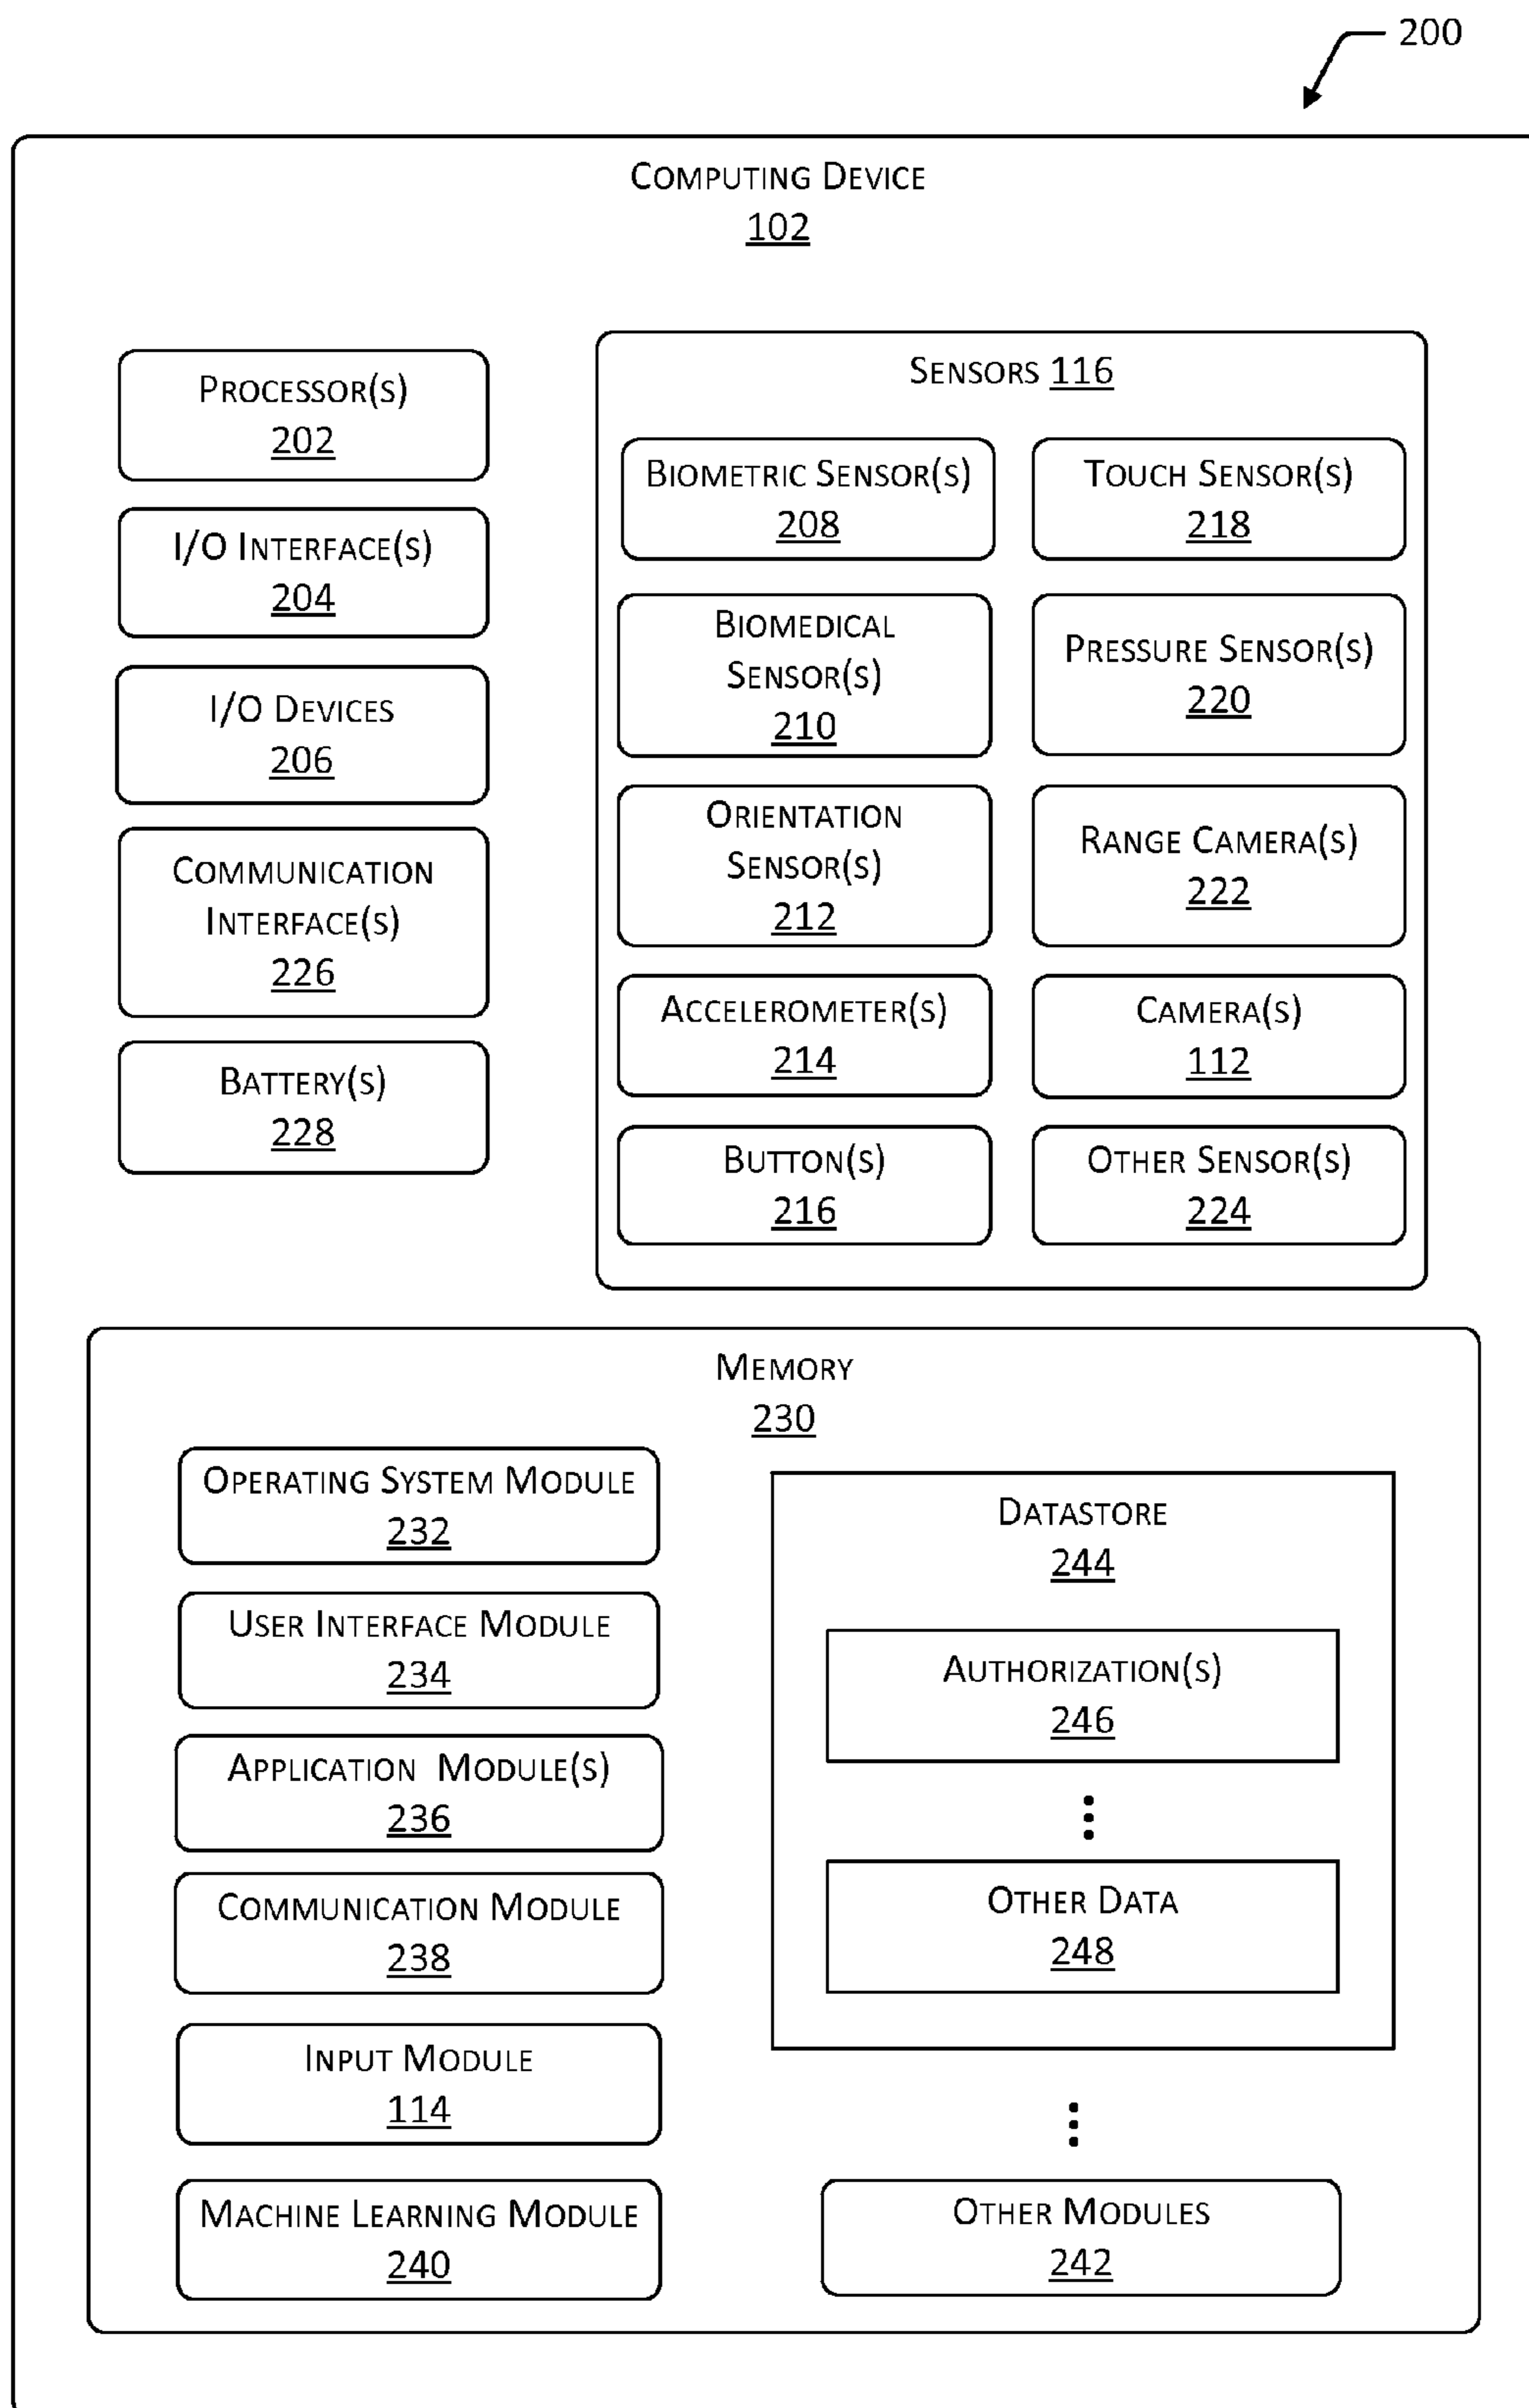 200
Computing Device
102
Processor(s)
202
I/O Interface(s)
204
I/O Devices
206
Communication
Interface(s)
226
Battery(s)
228
Sensors 116
Biometric Sensor(s)
208
Touch Sensor(s)
218
Biomedical
Sensor(s)
210
Pressure Sensor(s)
220
Orientation
Sensor(s)
212
Range Camera(s)
222
Accelerometer(s)
214
Camera(s)
112
Button(s)
216
Other Sensor(s)
224
Memory
230
Operating System Module
232
User Interface Module
234
Application Module(s)
236
Communication Module
238
Input Module
114
Machine Learning Module
240
Datastore
244
Authorization(s)
246
Other Data
248
Other Modules
242